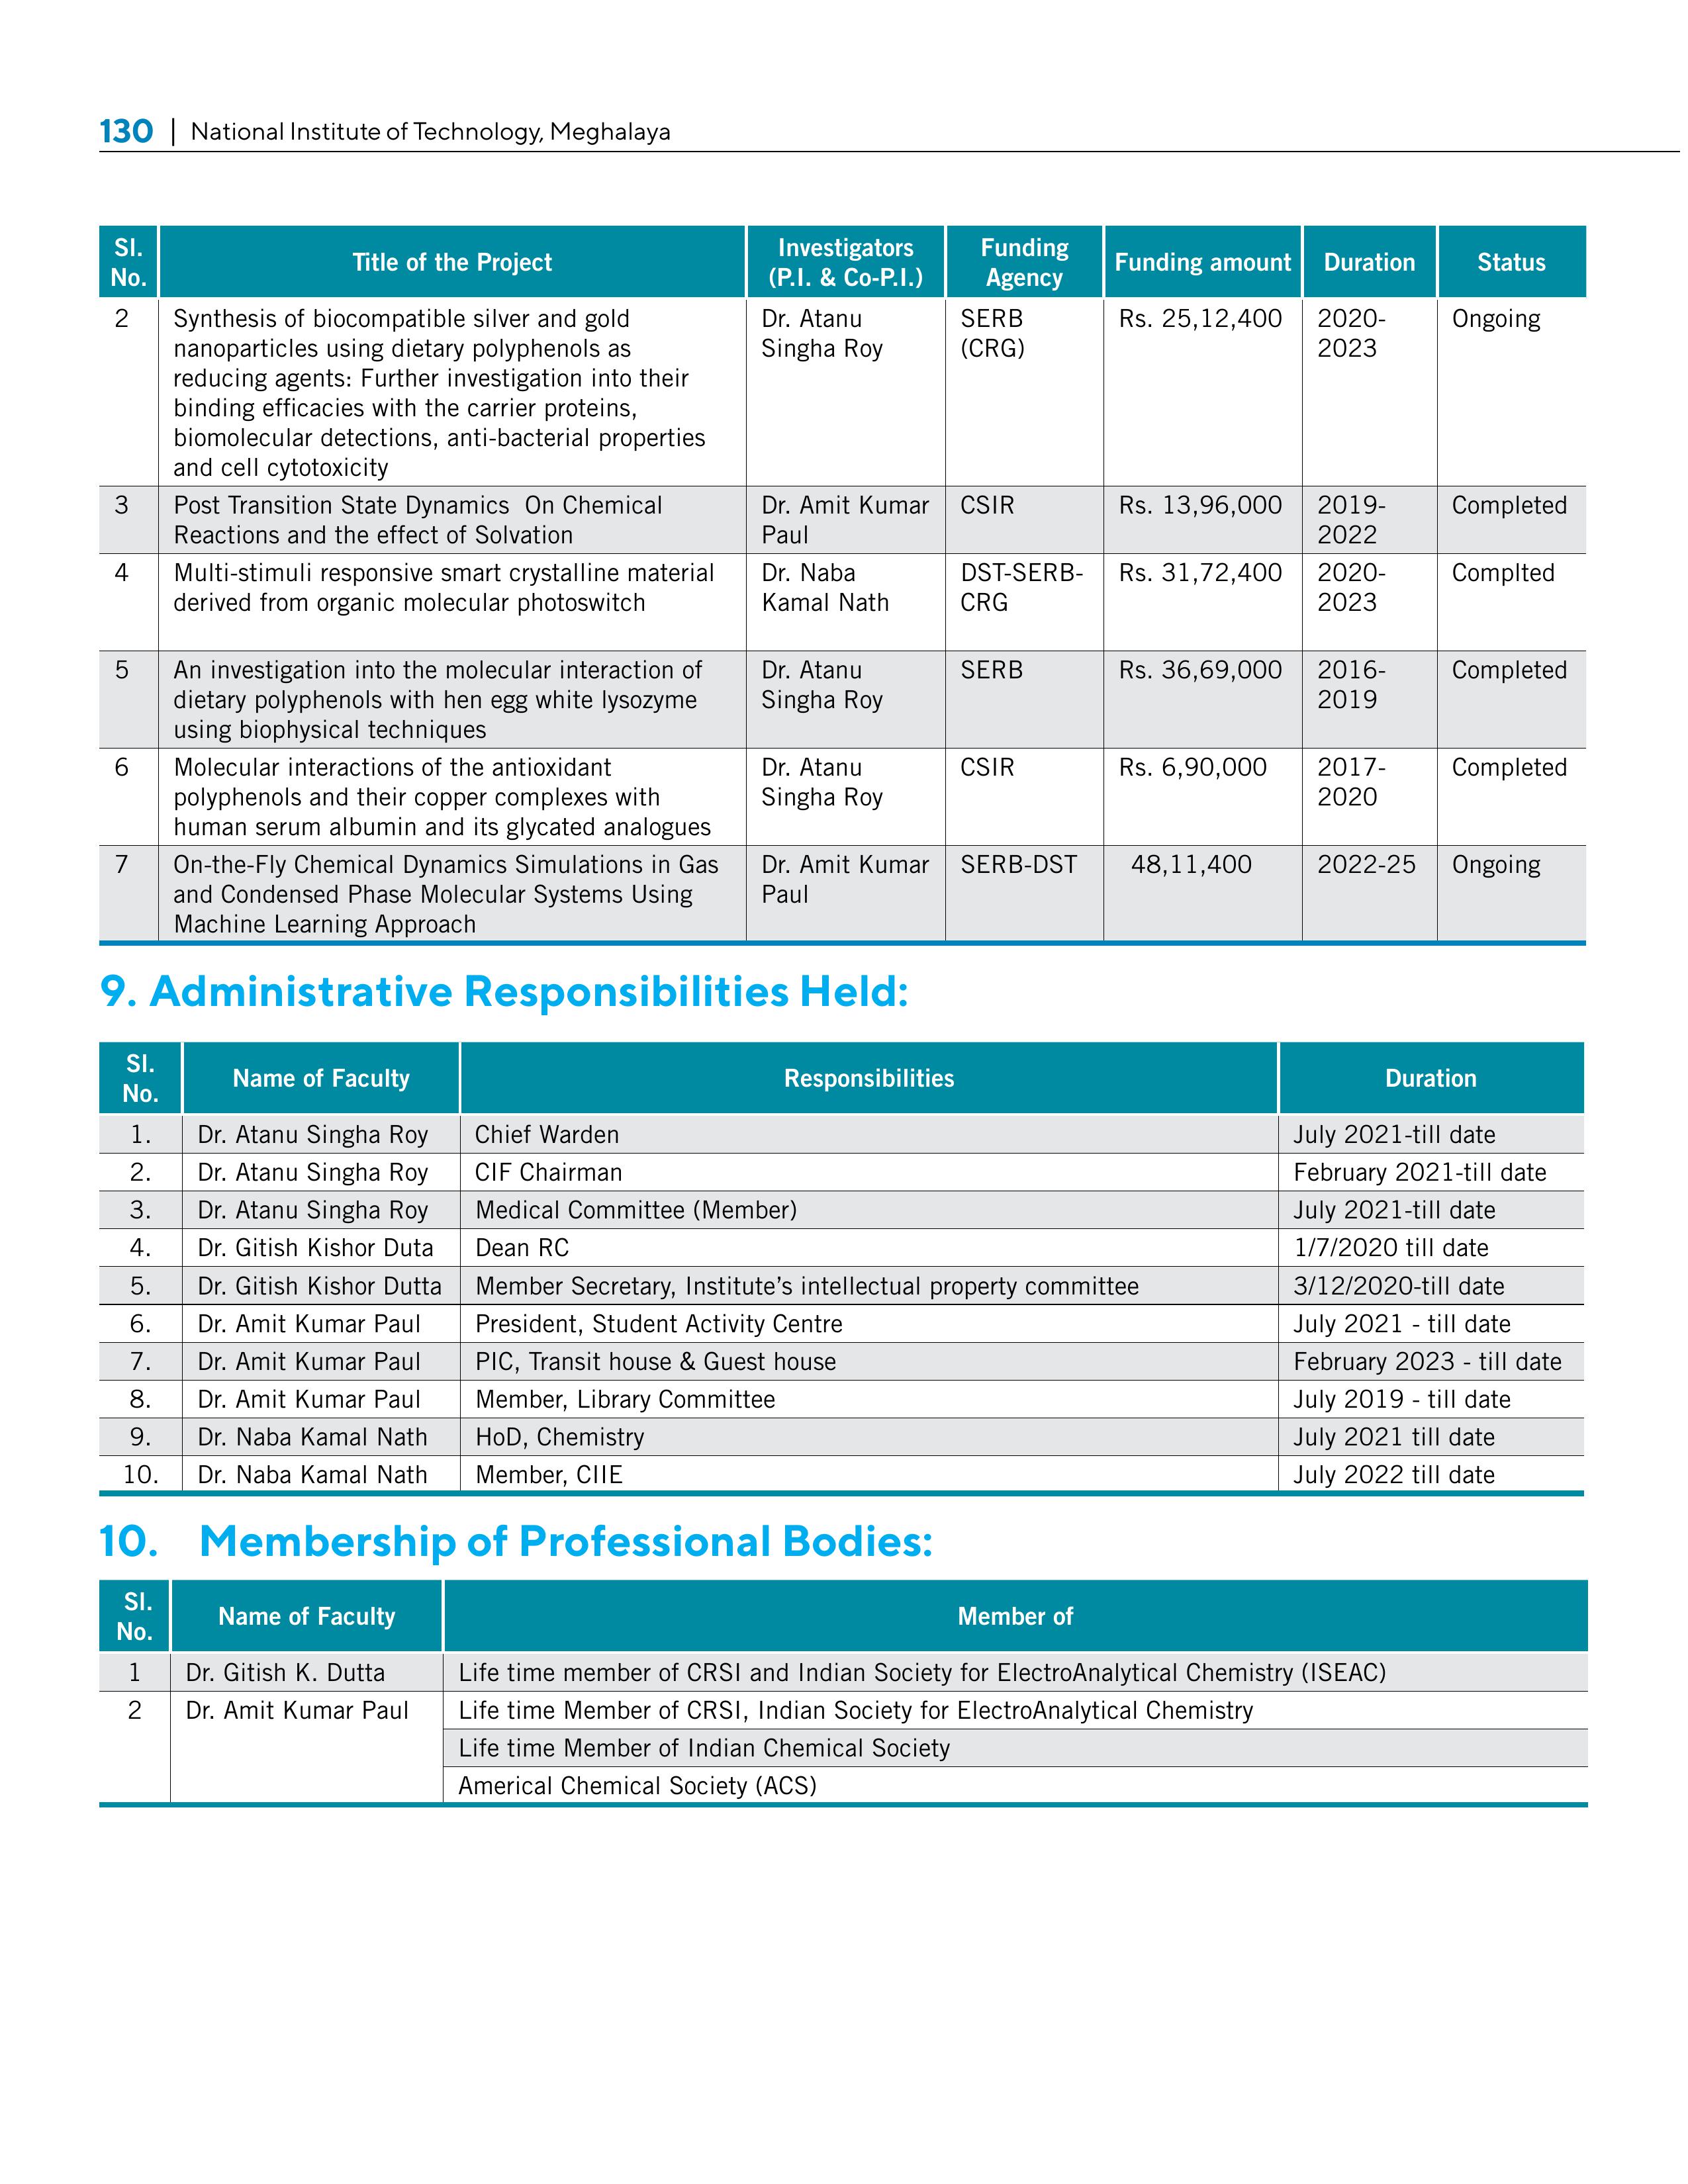 130 | National Institute of Technology, Meghalaya
Sl. No. Title of the Project Investigators (P.I. & Co-P.I.) Funding Agency Funding amount Duration Status
2 Synthesis of biocompatible silver and gold Dr. Atanu SERB Rs. 25,12,400 2020- Ongoing
nanoparticles using dietary polyphenols as Singha Roy (CRG) 2023
reducing agents: Further investigation into their
binding efficacies with the carrier proteins,
biomolecular detections, anti-bacterial properties
and cell cytotoxicity
3 Post Transition State Dynamics On Chemical Dr. Amit Kumar CSIR Rs. 13,96,000 2019- Completed
Reactions and the effect of Solvation Paul 2022
4 Multi-stimuli responsive smart crystalline material Dr. Naba DST-SERB- Rs. 31,72,400 2020- Complted
derived from organic molecular photoswitch Kamal Nath CRG 2023
5 An investigation into the molecular interaction of Dr. Atanu SERB Rs. 36,69,000 2016- Completed
dietary polyphenols with hen egg white lysozyme Singha Roy 2019
using biophysical techniques
6 Molecular interactions of the antioxidant Dr. Atanu CSIR Rs. 6,90,000 2017- Completed
polyphenols and their copper complexes with Singha Roy 2020
human serum albumin and its glycated analogues
7 On-the-Fly Chemical Dynamics Simulations in Gas Dr. Amit Kumar SERB-DST 48,11,400 2022-25 Ongoing
and Condensed Phase Molecular Systems Using Paul
Machine Learning Approach
9. Administrative Responsibilities Held:
Sl. No. Name of Faculty Responsibilities Duration
1. Dr. Atanu Singha Roy Chief Warden July 2021-till date
2. Dr. Atanu Singha Roy CIF Chairman February 2021-till date
3. Dr. Atanu Singha Roy Medical Committee (Member) July 2021-till date
4. Dr. Gitish Kishor Duta Dean RC 1/7/2020 till date
5. Dr. Gitish Kishor Dutta Member Secretary, Institute’s intellectual property committee 3/12/2020-till date
6. Dr. Amit Kumar Paul President, Student Activity Centre July 2021 - till date
7. Dr. Amit Kumar Paul PIC, Transit house & Guest house February 2023 - till date
8. Dr. Amit Kumar Paul Member, Library Committee July 2019 - till date
9. Dr. Naba Kamal Nath HoD, Chemistry July 2021 till date
10. Dr. Naba Kamal Nath Member, CIIE July 2022 till date
10. Membership of Professional Bodies:
Sl. No. Name of Faculty Member of
1 Dr. Gitish K. Dutta Life time member of CRSI and Indian Society for ElectroAnalytical Chemistry (ISEAC)
2 Dr. Amit Kumar Paul Life time Member of CRSI, Indian Society for ElectroAnalytical Chemistry
Life time Member of Indian Chemical Society
Americal Chemical Society (ACS)